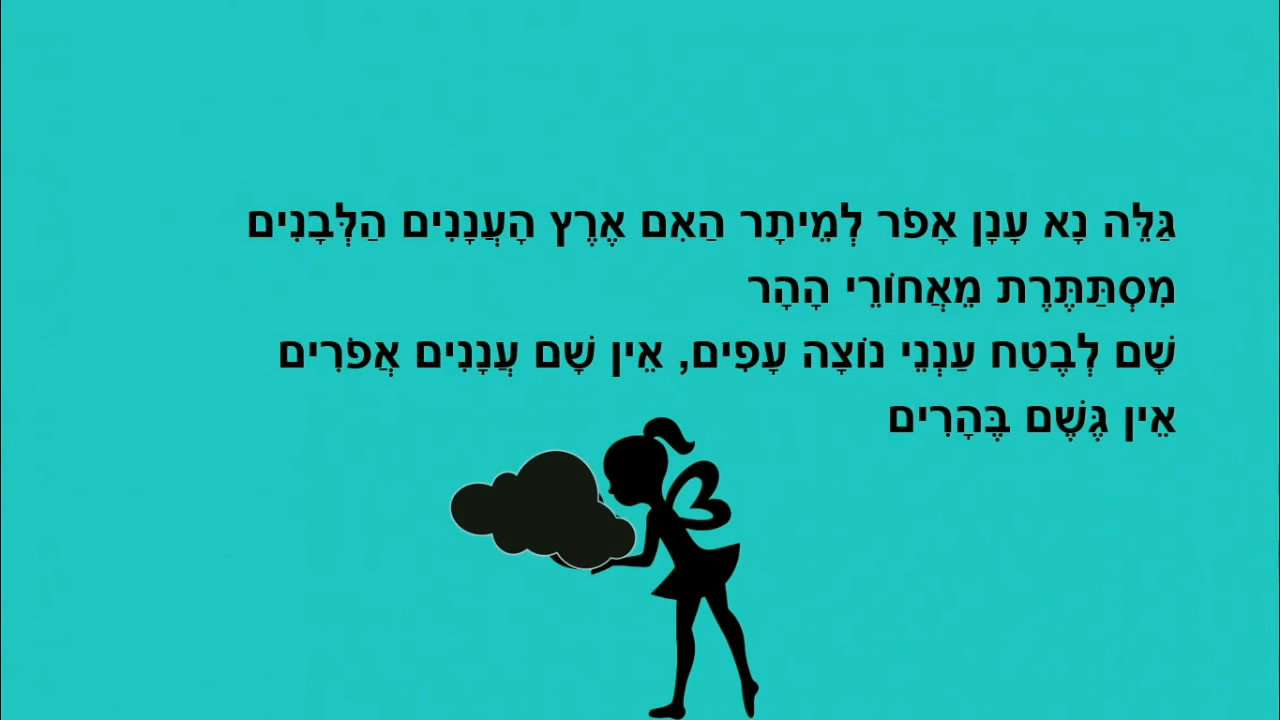 גַּלֵּה נָא עָנָן אָפֹר לְמֵיתָר הַאִם אֶרֶץ הָעֲנָנִים הַלְּבָנִים
מִסְתַּתֶּרֶת מֵאֲחוֹרֵי הָהָר
שָׁם לְבֶטַח עַנְנֵי נוֹצָה עָפִים, אֵין שָׁם עֲנָנִים אֲפֹרִים
אֵין גֶּשֶׁם בֶּהָרִים